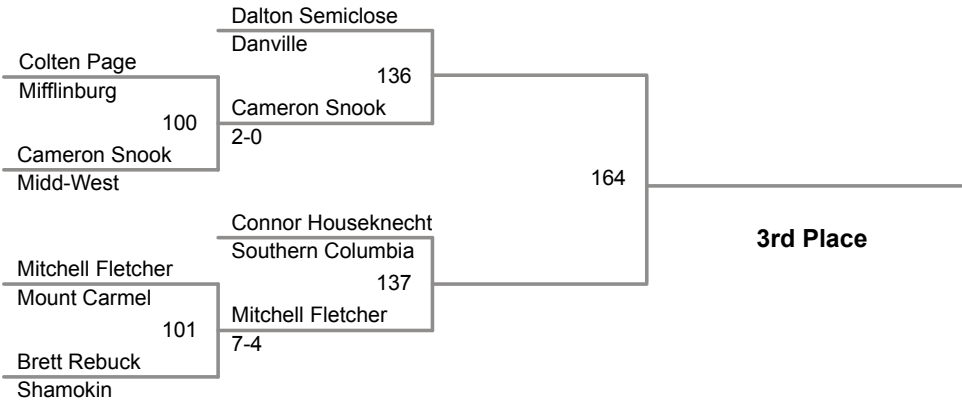 Dalton Semiclose
Danville
Colten Page
Mifflinburg
136
100
Cameron Snook
2-0
Cameron Snook
Midd-West
164
Connor Houseknecht
Southern Columbia
3rd Place
Mitchell Fletcher
Mount Carmel
137
101
Mitchell Fletcher
7-4
Brett Rebuck
Shamokin